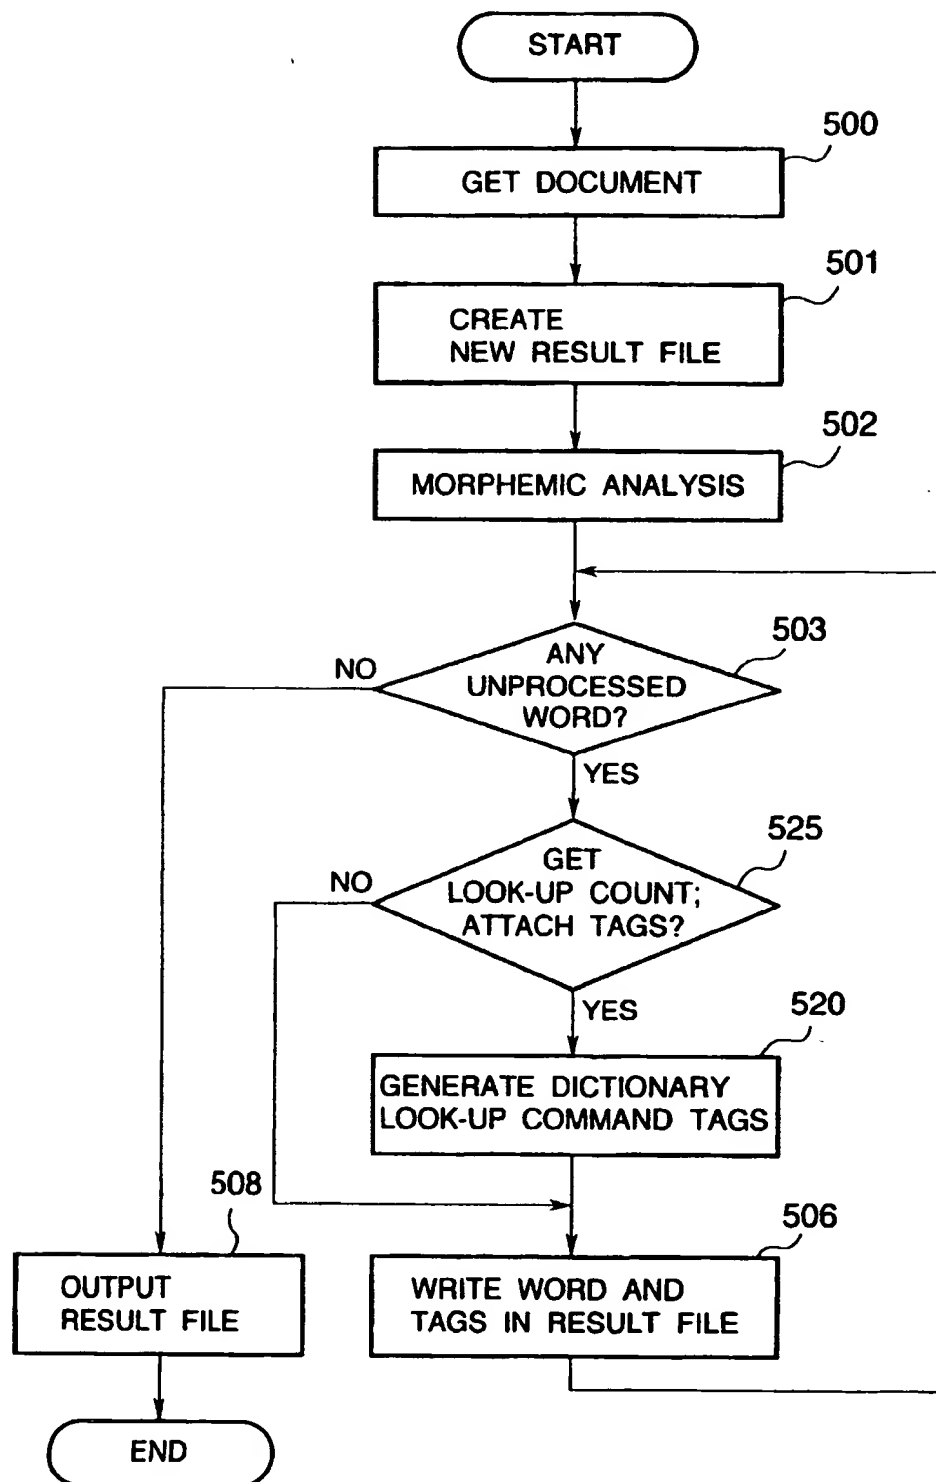 START
500
GET DOCUMENT
501
CREATE
NEW RESULT FILE
502
MORPHEMIC ANALYSIS
503
NO
ANY
UNPROCESSED
WORD?
YES
525
NO
GET
LOOK-UP COUNT;
ATTACH TAGS?
YES
520
GENERATE DICTIONARY
LOOK-UP COMMAND TAGS
508
506
OUTPUT
RESULT FILE
WRITE WORD AND
TAGS IN RESULT FILE
END